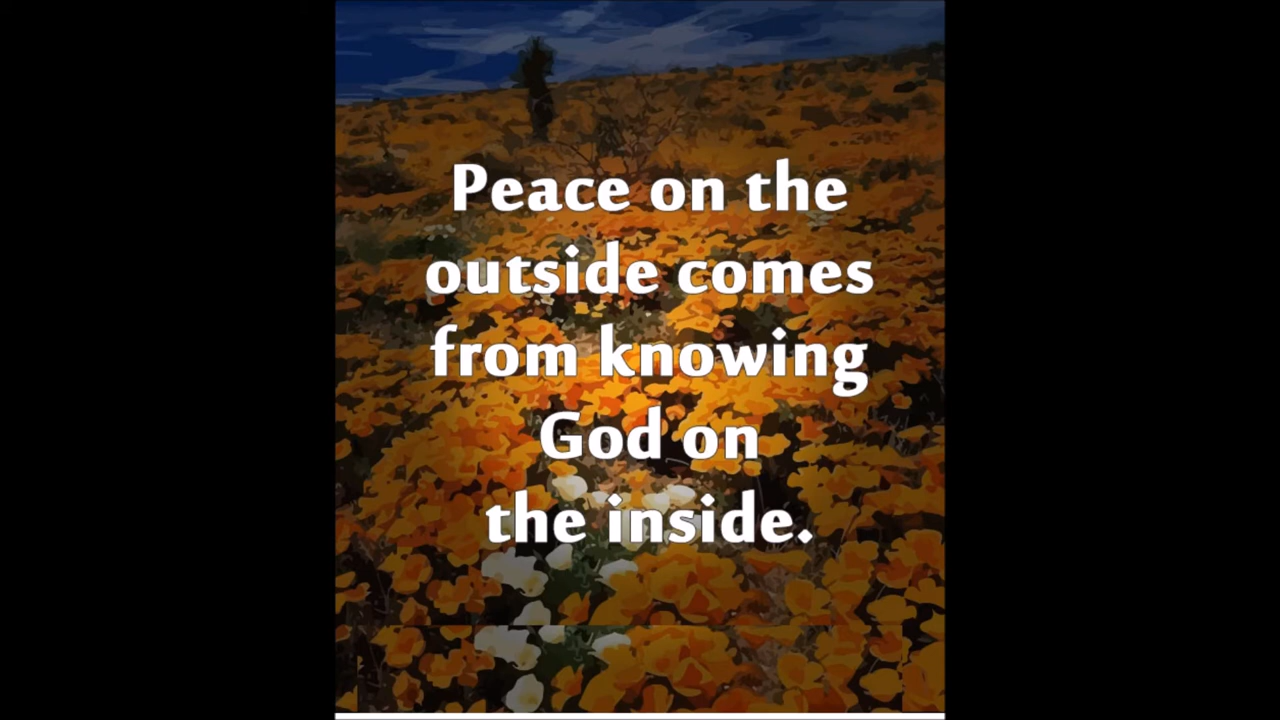 Peace on the
outside comes
from knowing
God on
the inside.